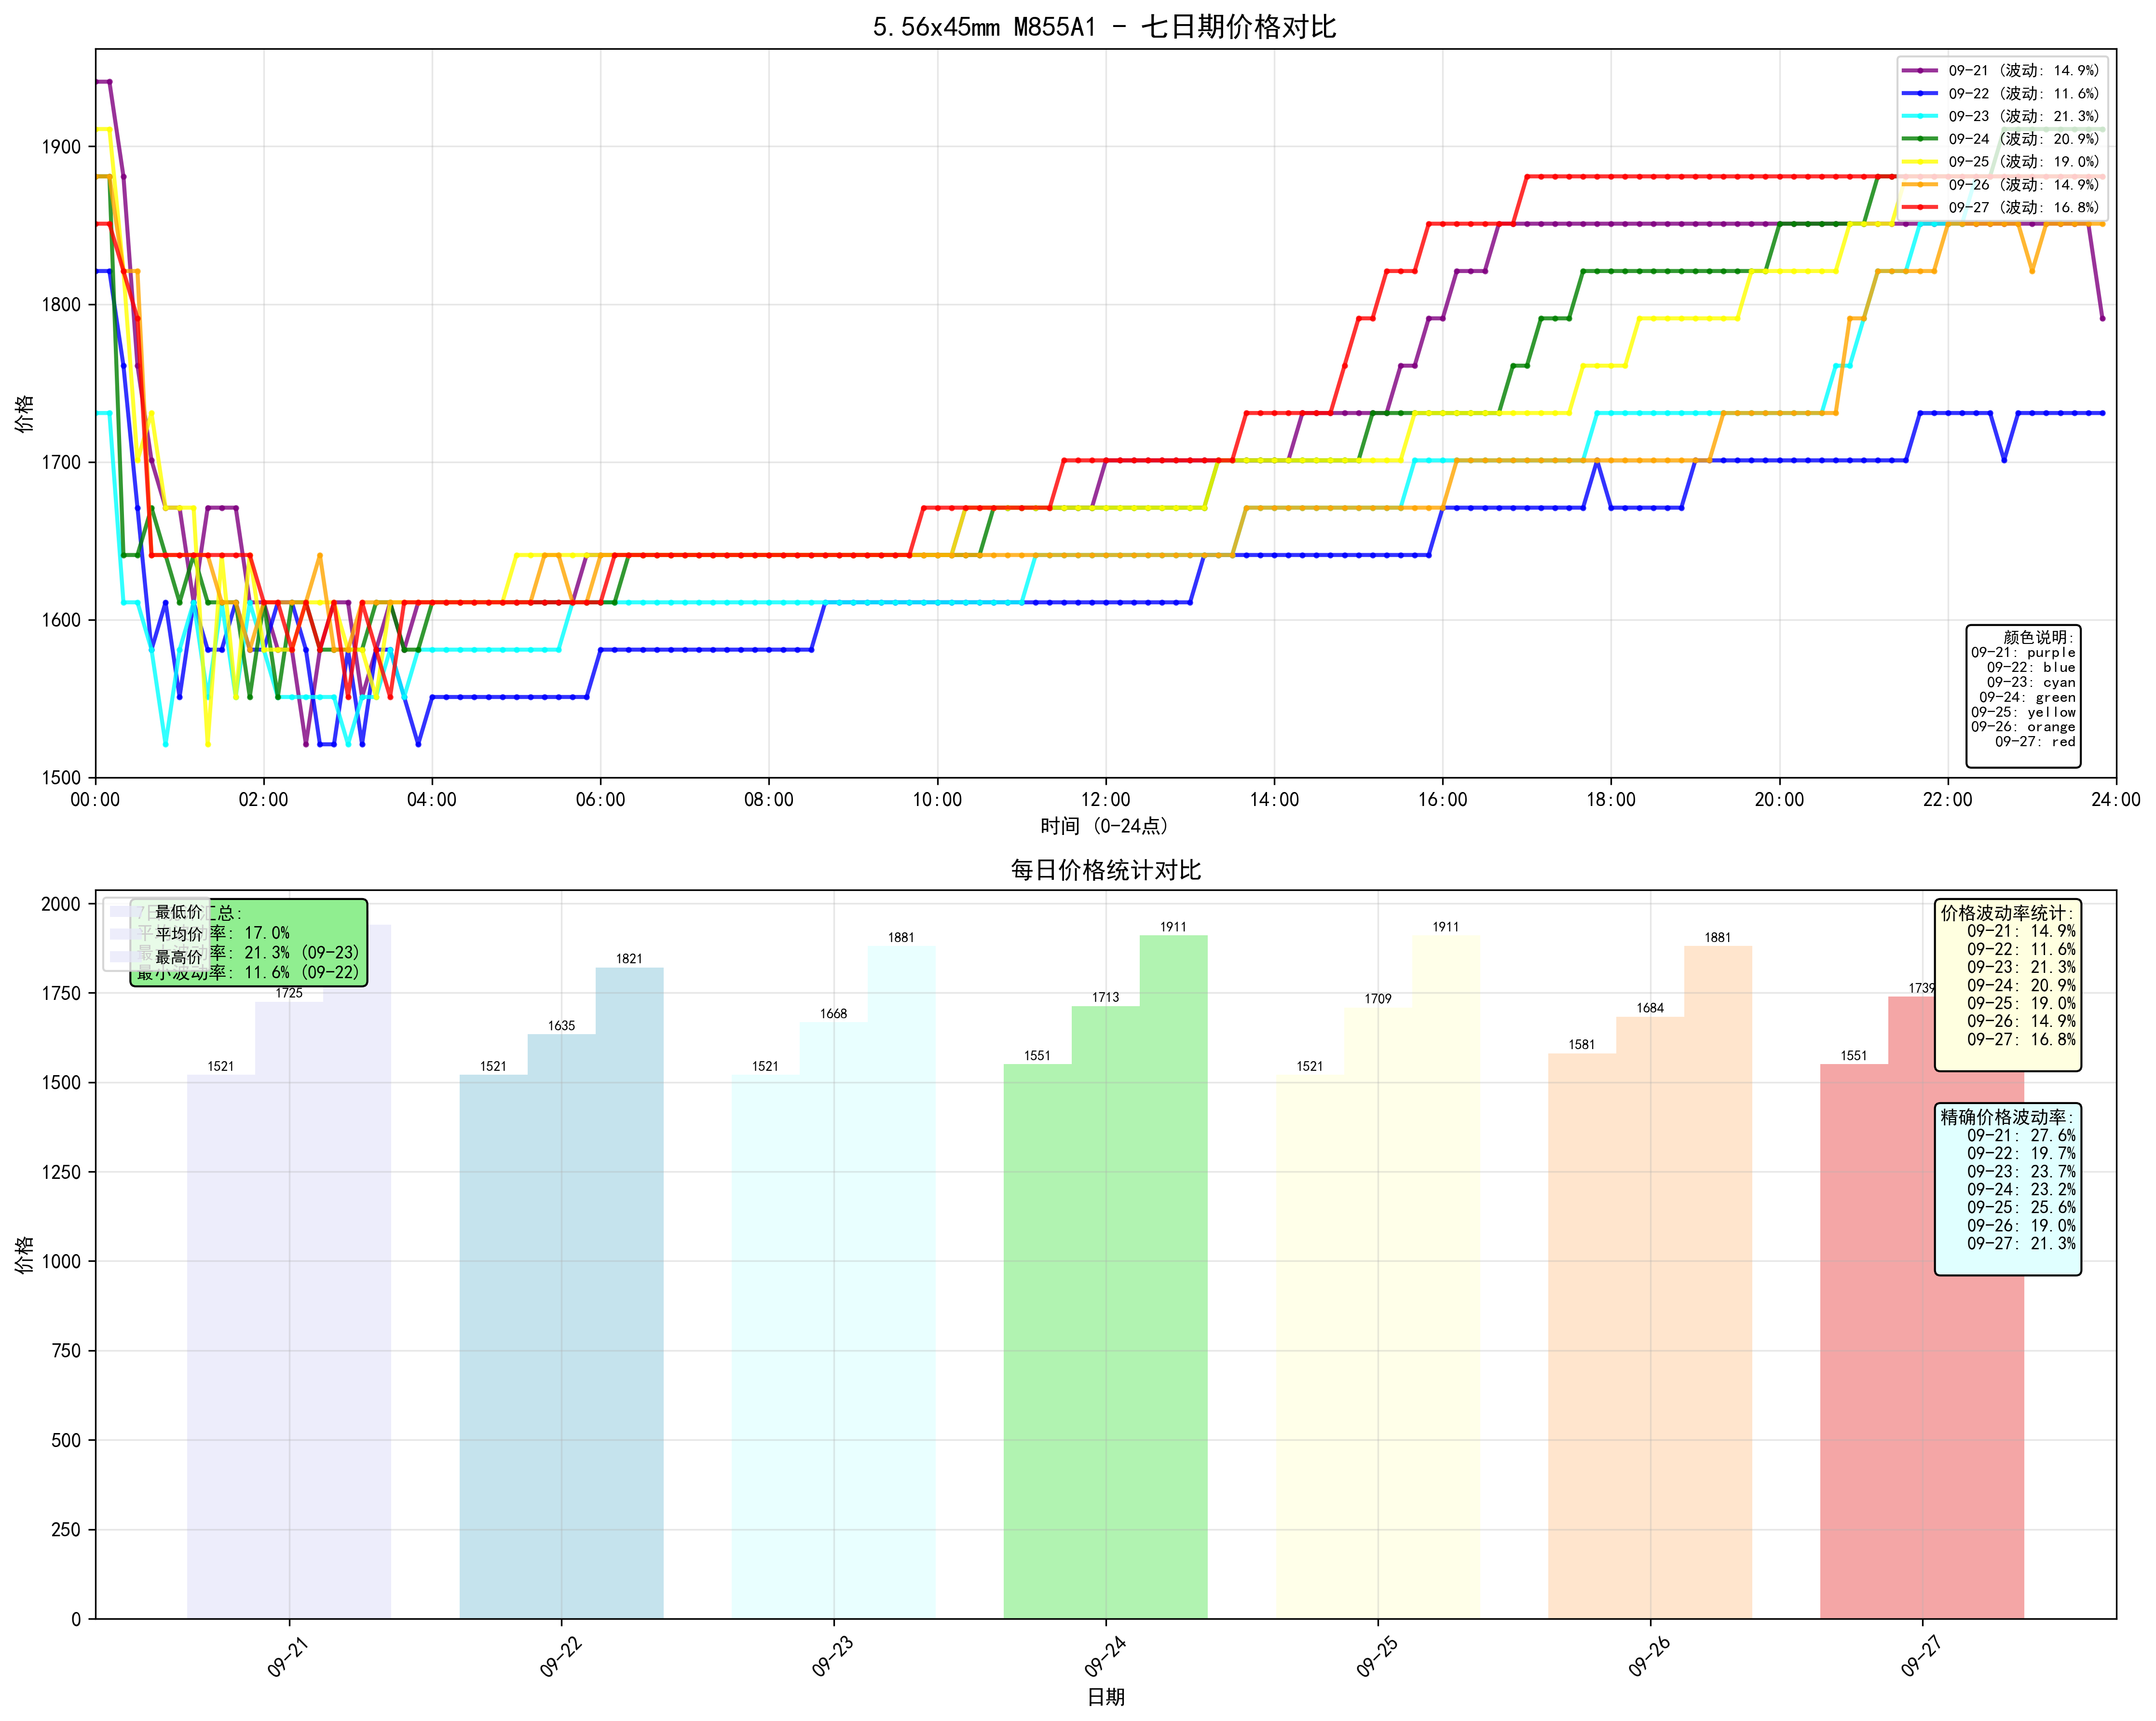 5.56x45mm M855A1 - 七日期价格对比
价格
1900
1800
1700
1600
1500
09-21 (波动: 14.9%)
09-22 (波动: 11.6%)
09-23 (波动: 21.3%)
09-24 (波动: 20.9%)
09-25 (波动: 19.0%)
09-26 (波动: 14.9%)
09-27 (波动: 16.8%)
颜色说明:
09-21: purple
09-22: blue
09-23: cyan
09-24: green
09-25: yellow
09-26: orange
09-27: red
00:00 02:00 04:00 06:00 08:00 10:00 12:00 14:00 16:00 18:00 20:00 22:00 24:00
时间 (0-24点)
每日价格统计对比
价格
2000
1750
1500
1250
1000
750
500
250
0
最低价
平均价
最高价
汇总:
率: 17.0%
率: 21.3% (09-23)
最小波动率: 11.6% (09-22)
1521 1725
1521 1635 1821
1521 1668 1881
1551 1713 1911
1521 1709 1911
1581 1684 1881
1551 1739
价格波动率统计:
09-21: 14.9%
09-22: 11.6%
09-23: 21.3%
09-24: 20.9%
09-25: 19.0%
09-26: 14.9%
09-27: 16.8%
精确价格波动率:
09-21: 27.6%
09-22: 19.7%
09-23: 23.7%
09-24: 23.2%
09-25: 25.6%
09-26: 19.0%
09-27: 21.3%
09-21 09-22 09-23 09-24 09-25 09-26 09-27
日期